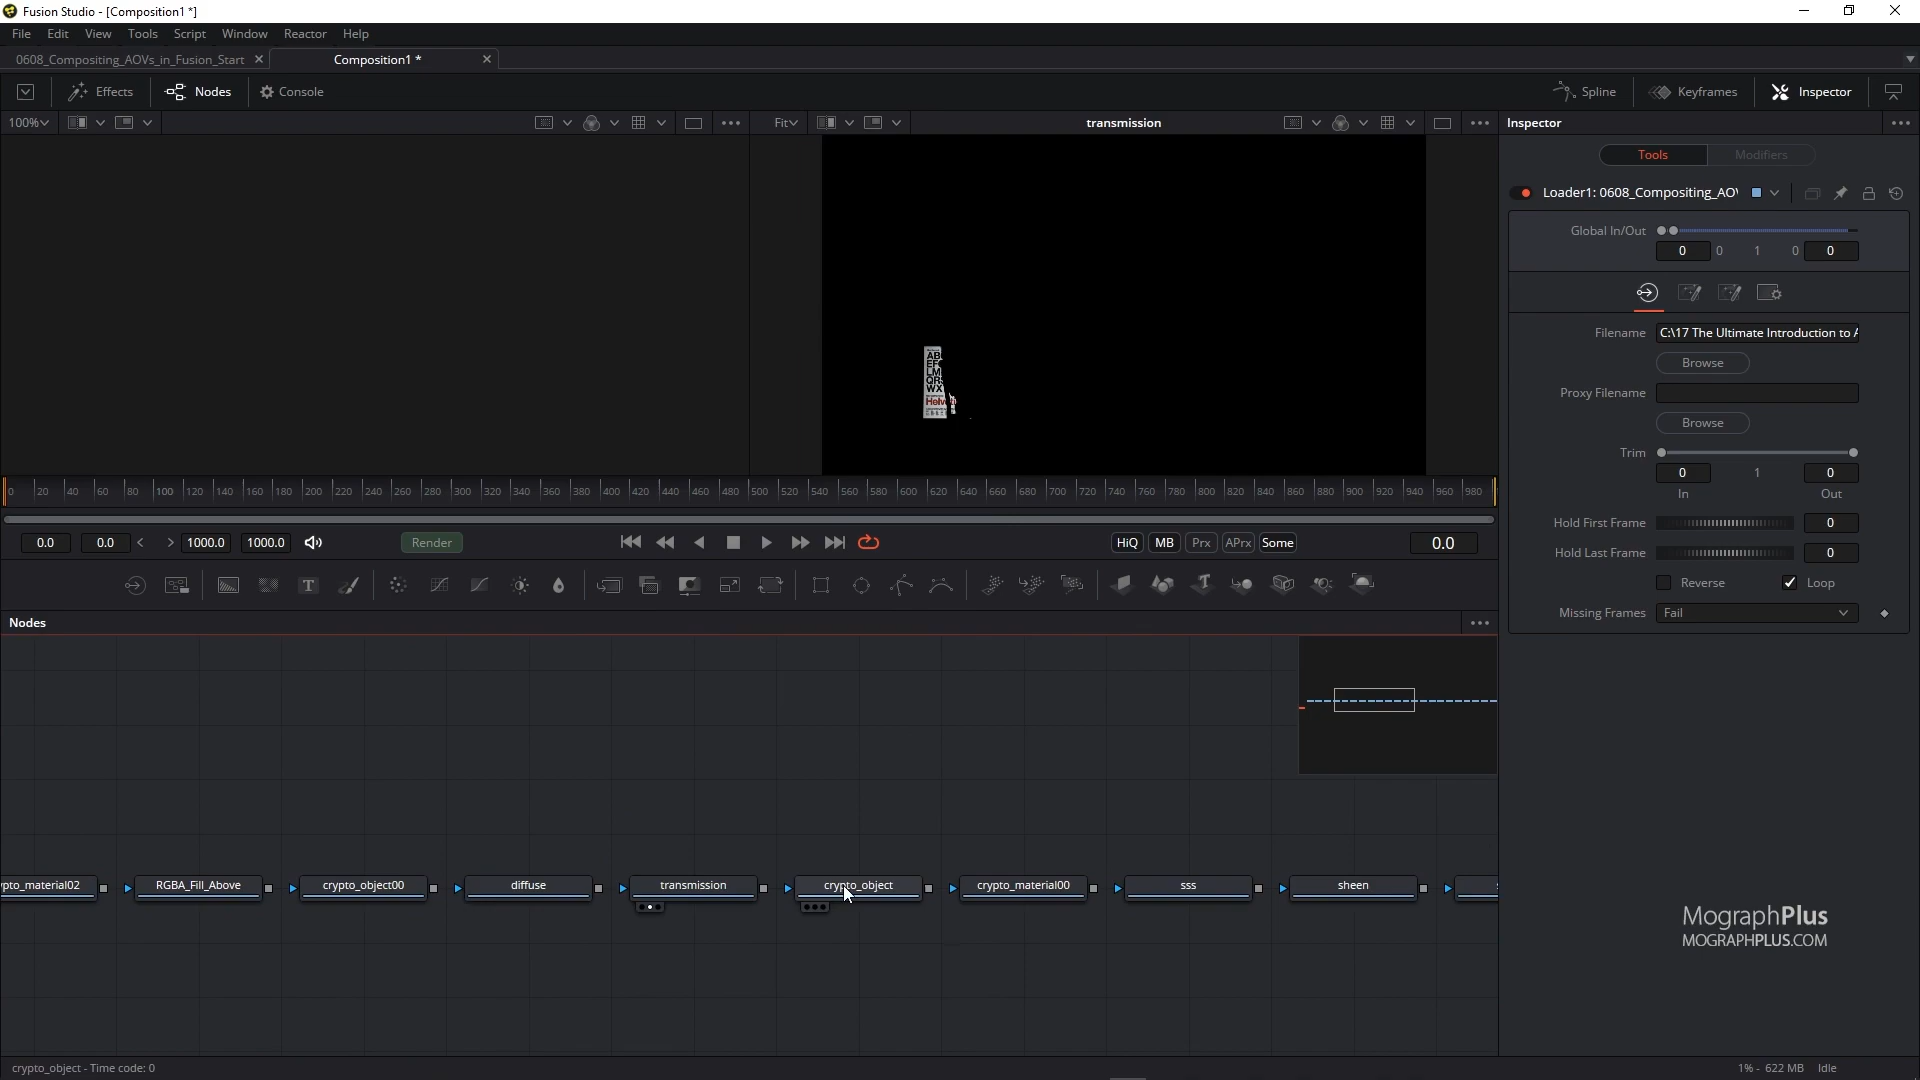 Fusion Studio - [Composition1 *]
File Edit View Tools Script Window Reactor Help
0608_Compositing_AOVs_in_Fusion_Start
Composition1 *
Effects Nodes Console
Spline Keyframes Inspector
100%
Fit
transmission
Inspector
Tools Modifiers
Loader1: 0608_Compositing_AO
Global In/Out
0 0 1 0 0
Filename C:\17 The Ultimate Introduction to A
Browse
Proxy Filename
Browse
Trim
0 1 0
In Out
Hold First Frame 0
Hold Last Frame 0
Reverse Loop
Missing Frames Fail
AB
EF
LM
QR
WX
0 20 40 60 80 100 120 140 160 180 200 220 240 260 280 300 320 340 360 380 400 420 440 460 480 500 520 540 560 580 600 620 640 660 680 700 720 740 760 780 800 820 840 860 880 900 920 940 960 980
0.0 0.0 < > 1000.0 1000.0
Render
HiQ MB Prx APrx Some
0.0
Nodes
pto_material02 RGBA_Fill_Above crypto_object00 diffuse transmission crypto_object crypto_material00 sss sheen
MographPlus
MOGRAPHPLUS.COM
crypto_object - Time code: 0
1% - 622 MB Idle